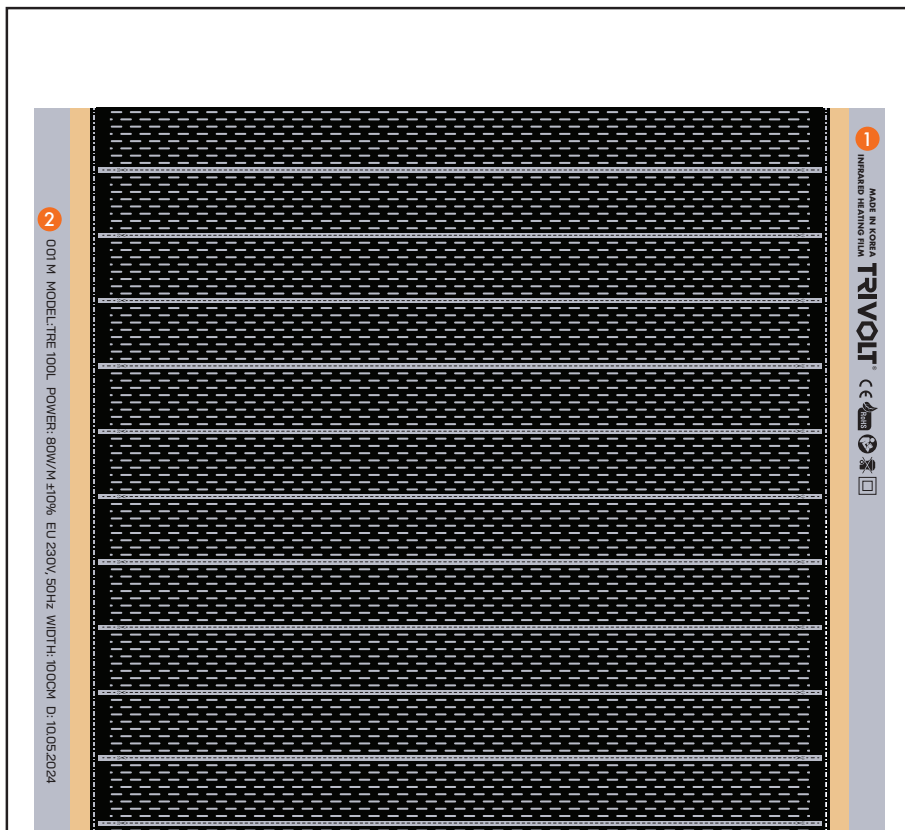 1
MADE IN KOREA
INFRARED HEATING FILM
TRIVOLT®
CE
RoHS
2
001 M MODEL:TRE 100L POWER: 80W/M ±10% EU 230V, 50Hz WIDTH: 100CM D: 10.05.2024